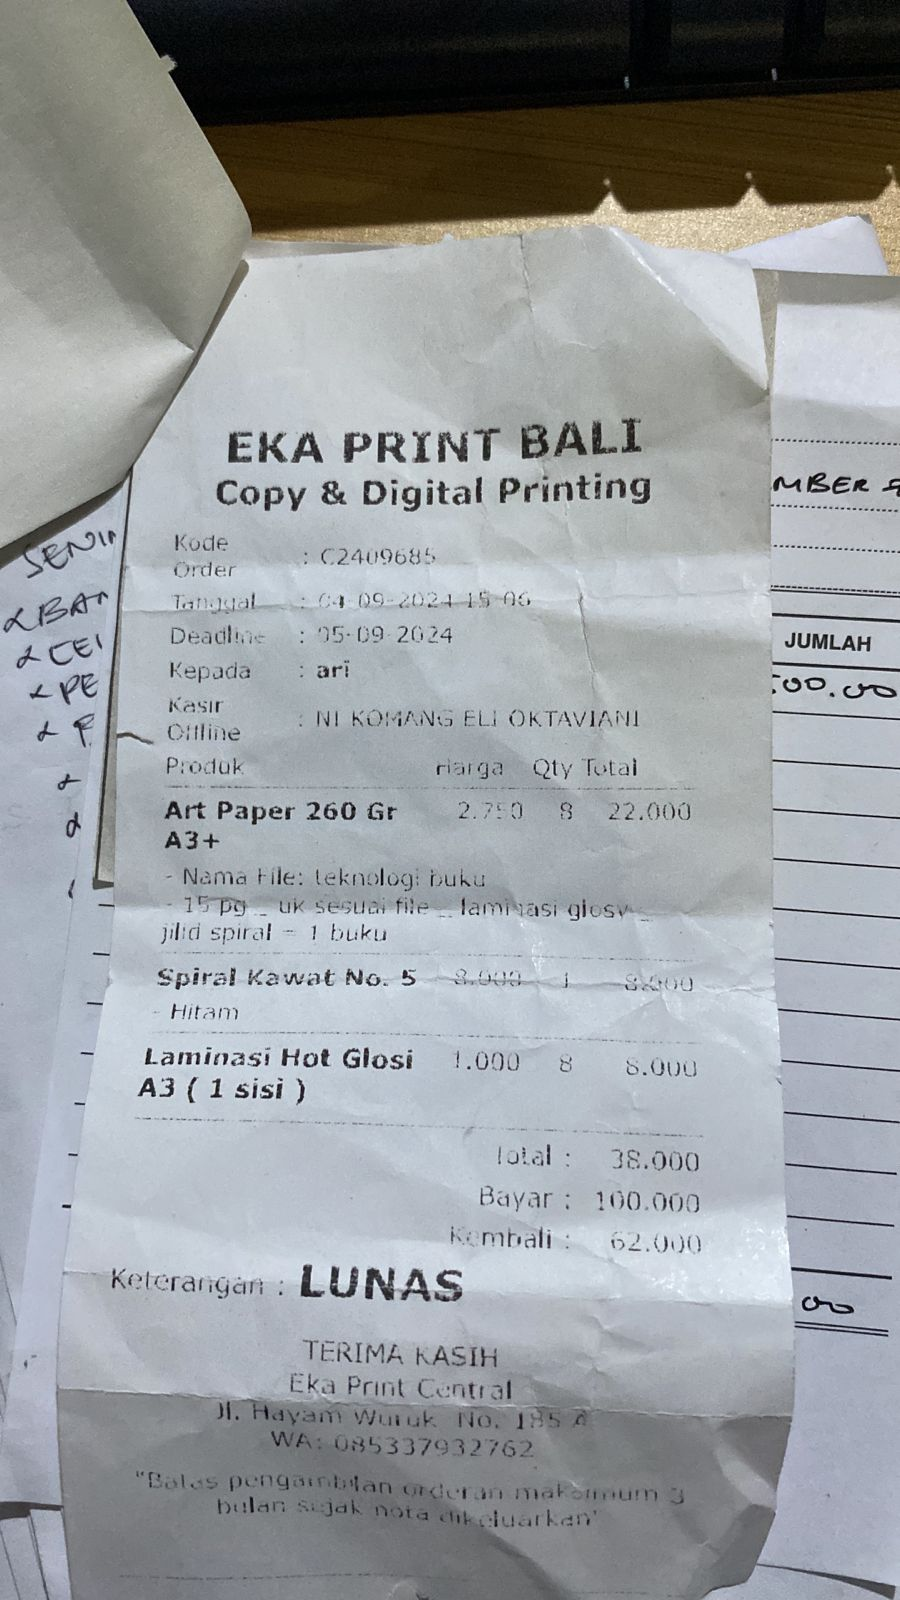 EKA PRINT BALI
Copy & Digital Printing
Kode Order : C2409685
Tanggal : 04-09-2024 15-06
Deadline : 05-09-2024
Kepada : ari
Kasir Offline : NI KOMANG ELI OKTAVIANI
Produk Harga Qty Total
Art Paper 260 Gr 2.750 8 22.000
A3+
- Nama File: teknologi buku
- 15 pg _ uk sesuai file _ laminasi glosy _
jilid spiral = 1 buku
Spiral Kawat No. 5 8.000 1 8.000
- Hitam
Laminasi Hot Glosi 1.000 8 8.000
A3 ( 1 sisi )
Total : 38.000
Bayar : 100.000
Kembali : 62.000
Keterangan : LUNAS
TERIMA KASIH
Eka Print Central
Jl. Hayam Wuruk No. 185 A
WA: 085337932762
"Batas pengambilan orderan maksimum 3
bulan sejak nota dikeluarkan"
MBER
JUMLAH
00.00
00